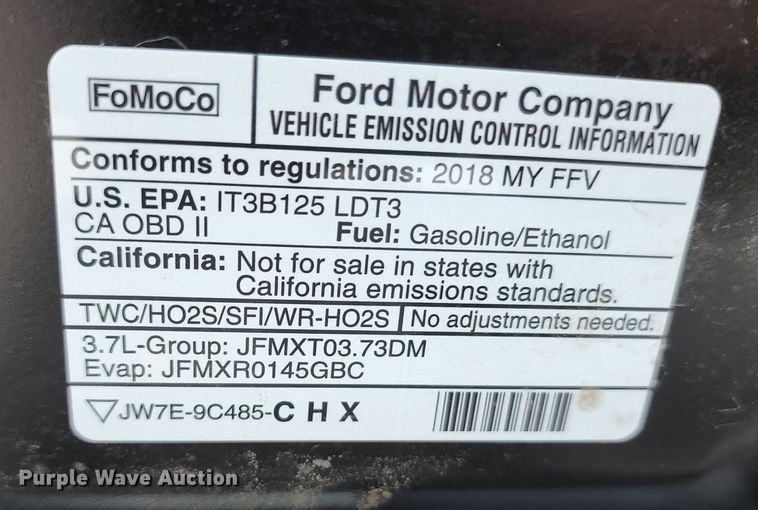 FoMoCo
Ford Motor Company
VEHICLE EMISSION CONTROL INFORMATION
Conforms to regulations: 2018 MY FFV
U.S. EPA: IT3B125 LDT3
CA OBD II Fuel: Gasoline/Ethanol
California: Not for sale in states with
California emissions standards.
TWC/HO2S/SFI/WR-HO2S No adjustments needed.
3.7L-Group: JFMXT03.73DM
Evap: JFMXR0145GBC
JW7E-9C485-C H X
Purple Wave Auction